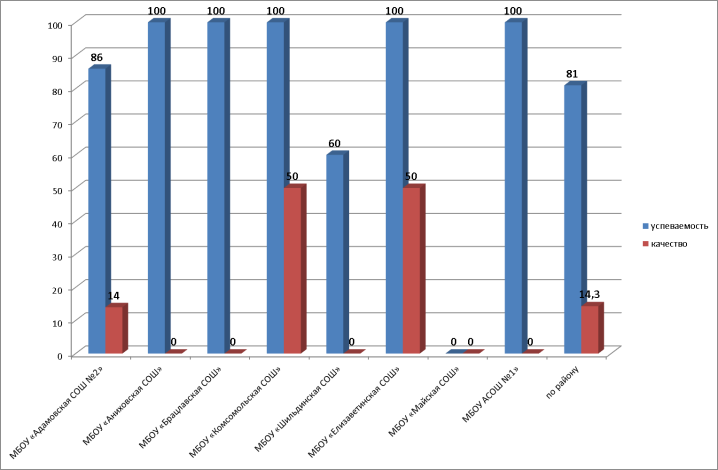 100
90
80
70
60
50
40
30
20
10
0
86
14
100
0
100
0
100
50
60
0
100
50
0
0
100
0
81
14,3
МБОУ «Адамовская СОШ №2»
МБОУ «Аниховская СОШ»
МБОУ «Брацлавская СОШ»
МБОУ «Комсомольская СОШ»
МБОУ «Шильдинская СОШ»
МБОУ «Елизаветинская СОШ»
МБОУ «Майская СОШ»
МБОУ АСОШ №1»
по району
успеваемость
качество